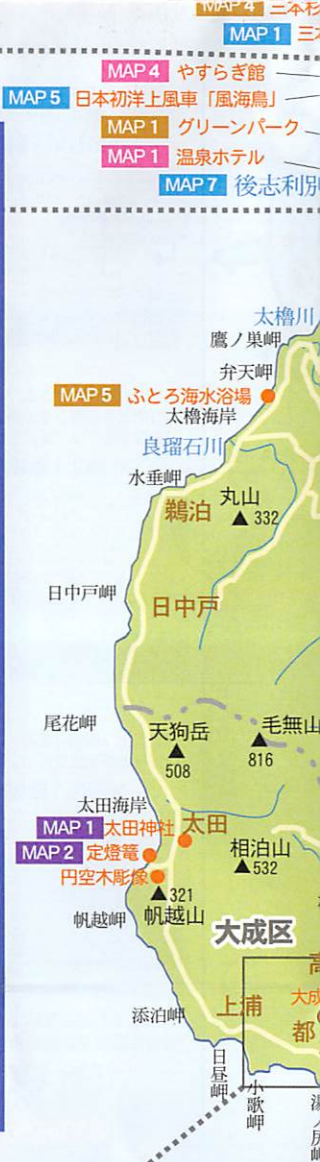 MAP 4 三本杉
MAP 1 三本
MAP 4 やすらぎ館
MAP 5 日本初洋上風車「風海鳥」
MAP 1 グリーンパーク
MAP 1 温泉ホテル
MAP 7 後志利別
太櫓川
鷹ノ巣岬
弁天岬
MAP 5 ふとろ海水浴場
太櫓海岸
良瑠石川
水垂岬
丸山
332
鵜泊
日中戸岬
日中戸
尾花岬
天狗岳
508
毛無山
816
太田海岸
MAP 1 太田神社
太田
MAP 2 定燈篭
円空木彫像
相泊山
532
321
帆越岬
帆越山
大成区
添泊岬
上浦
大成
都
日昼岬
小歌岬